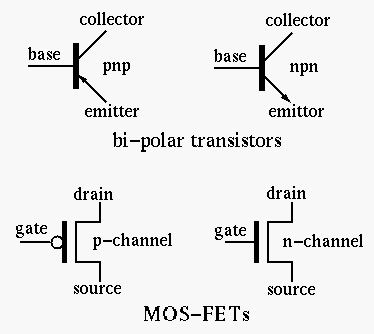 collector collector
base pnp base npn
emitter emittor
bi-polar transistors
drain drain
gate p-channel gate n-channel
source source
MOS-FETs